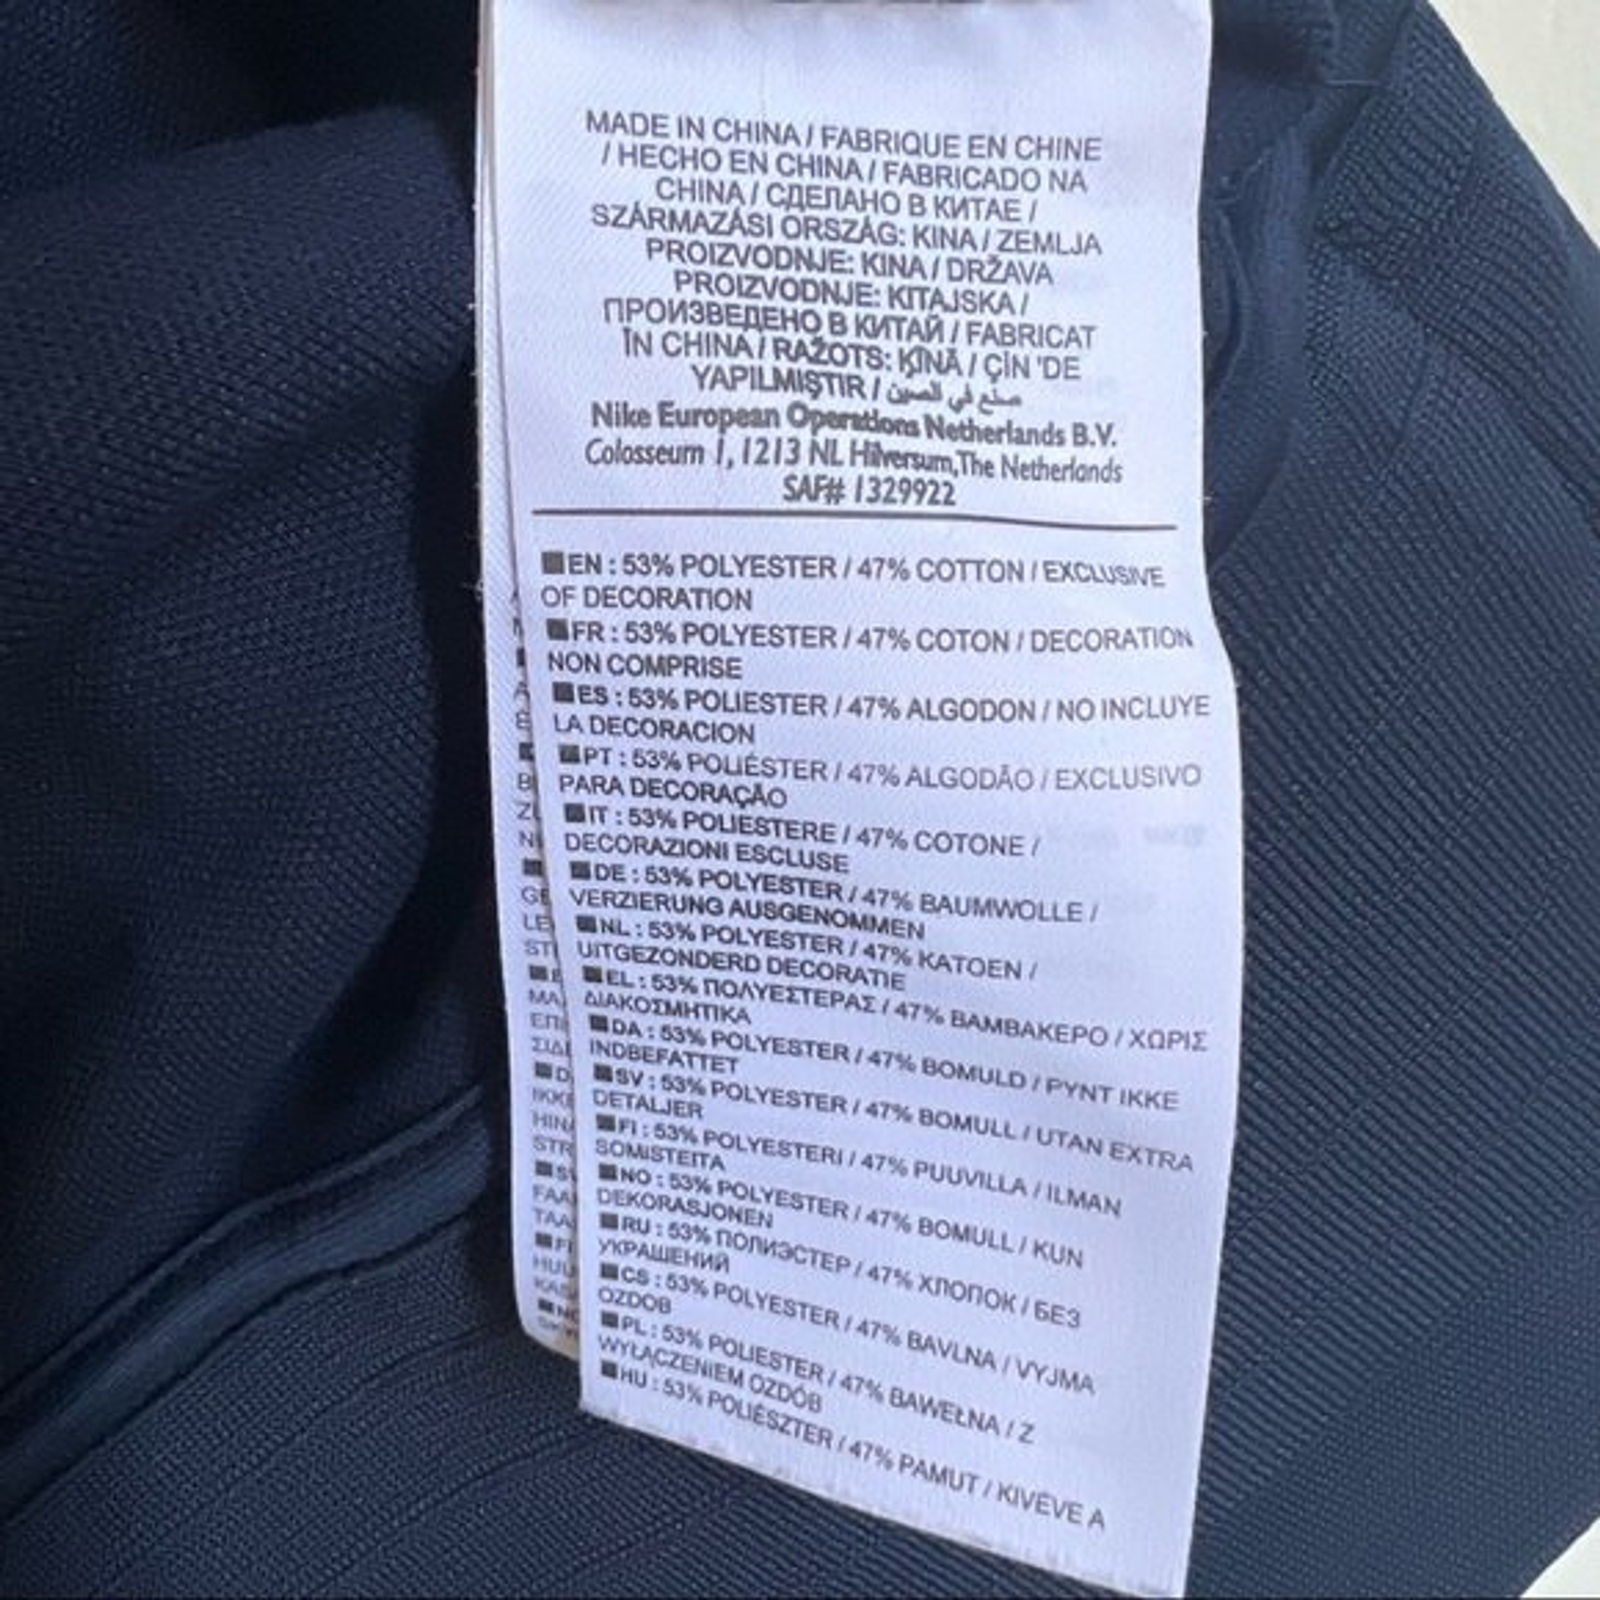 MADE IN CHINA / FABRIQUE EN CHINE
/ HECHO EN CHINA / FABRICADO NA
CHINA / СДЕЛАНО В КИТАЕ /
SZÁRMAZÁSI ORSZÁG: KINA / ZEMLJA
PROIZVODNJE: KINA / DRŽAVA
PROIZVODNJE: KITAJSKA /
ПРОИЗВЕДЕНО В КИТАЙ / FABRICAT
ÎN CHINA / RAŽOTS: ĶĪNĀ / ÇİN 'DE
YAPILMIŞTIR / صنع في الصين
Nike European Operations Netherlands B.V.
Colosseum 1, 1213 NL Hilversum, The Netherlands
SAF# 1329922
EN : 53% POLYESTER / 47% COTTON / EXCLUSIVE
OF DECORATION
FR : 53% POLYESTER / 47% COTON / DECORATION
NON COMPRISE
ES : 53% POLIESTER / 47% ALGODON / NO INCLUYE
LA DECORACION
PT : 53% POLIÉSTER / 47% ALGODÃO / EXCLUSIVO
PARA DECORAÇÃO
IT : 53% POLIESTERE / 47% COTONE /
DECORAZIONI ESCLUSE
DE : 53% POLYESTER / 47% BAUMWOLLE /
VERZIERUNG AUSGENOMMEN
NL : 53% POLYESTER / 47% KATOEN /
UITGEZONDERD DECORATIE
EL : 53% ΠΟΛΥΕΣΤΕΡΑΣ / 47% ΒΑΜΒΑΚΕΡΟ / ΧΩΡΙΣ
ΔΙΑΚΟΣΜΗΤΙΚΑ
DA : 53% POLYESTER / 47% BOMULD / PYNT IKKE
INDBEFATTET
SV : 53% POLYESTER / 47% BOMULL / UTAN EXTRA
DETALJER
FI : 53% POLYESTERI / 47% PUUVILLA / ILMAN
SOMISTEITA
NO : 53% POLYESTER / 47% BOMULL / KUN
DEKORASJONEN
RU : 53% ПОЛИЭСТЕР / 47% ХЛОПОК / БЕЗ
УКРАШЕНИЙ
CS : 53% POLYESTER / 47% BAVLNA / VYJMA
OZDOB
PL : 53% POLIESTER / 47% BAWEŁNA / Z
WYŁĄCZENIEM OZDÓB
HU : 53% POLIÉSZTER / 47% PAMUT / KIVÉVE A